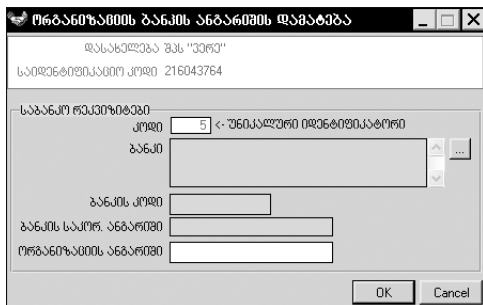 ორგანიზაციის ბანკის ანგარიშის დამატება
დასახელება შპს "ვერე"
საიდენტიფიკაციო კოდი 216043764
საბანკო რეკვიზიტები
კოდი 5 <- უნიკალური იდენტიფიკატორი
ბანკი ...
ბანკის კოდი
ბანკის საკორ. ანგარიში
ორგანიზაციის ანგარიში
OK Cancel